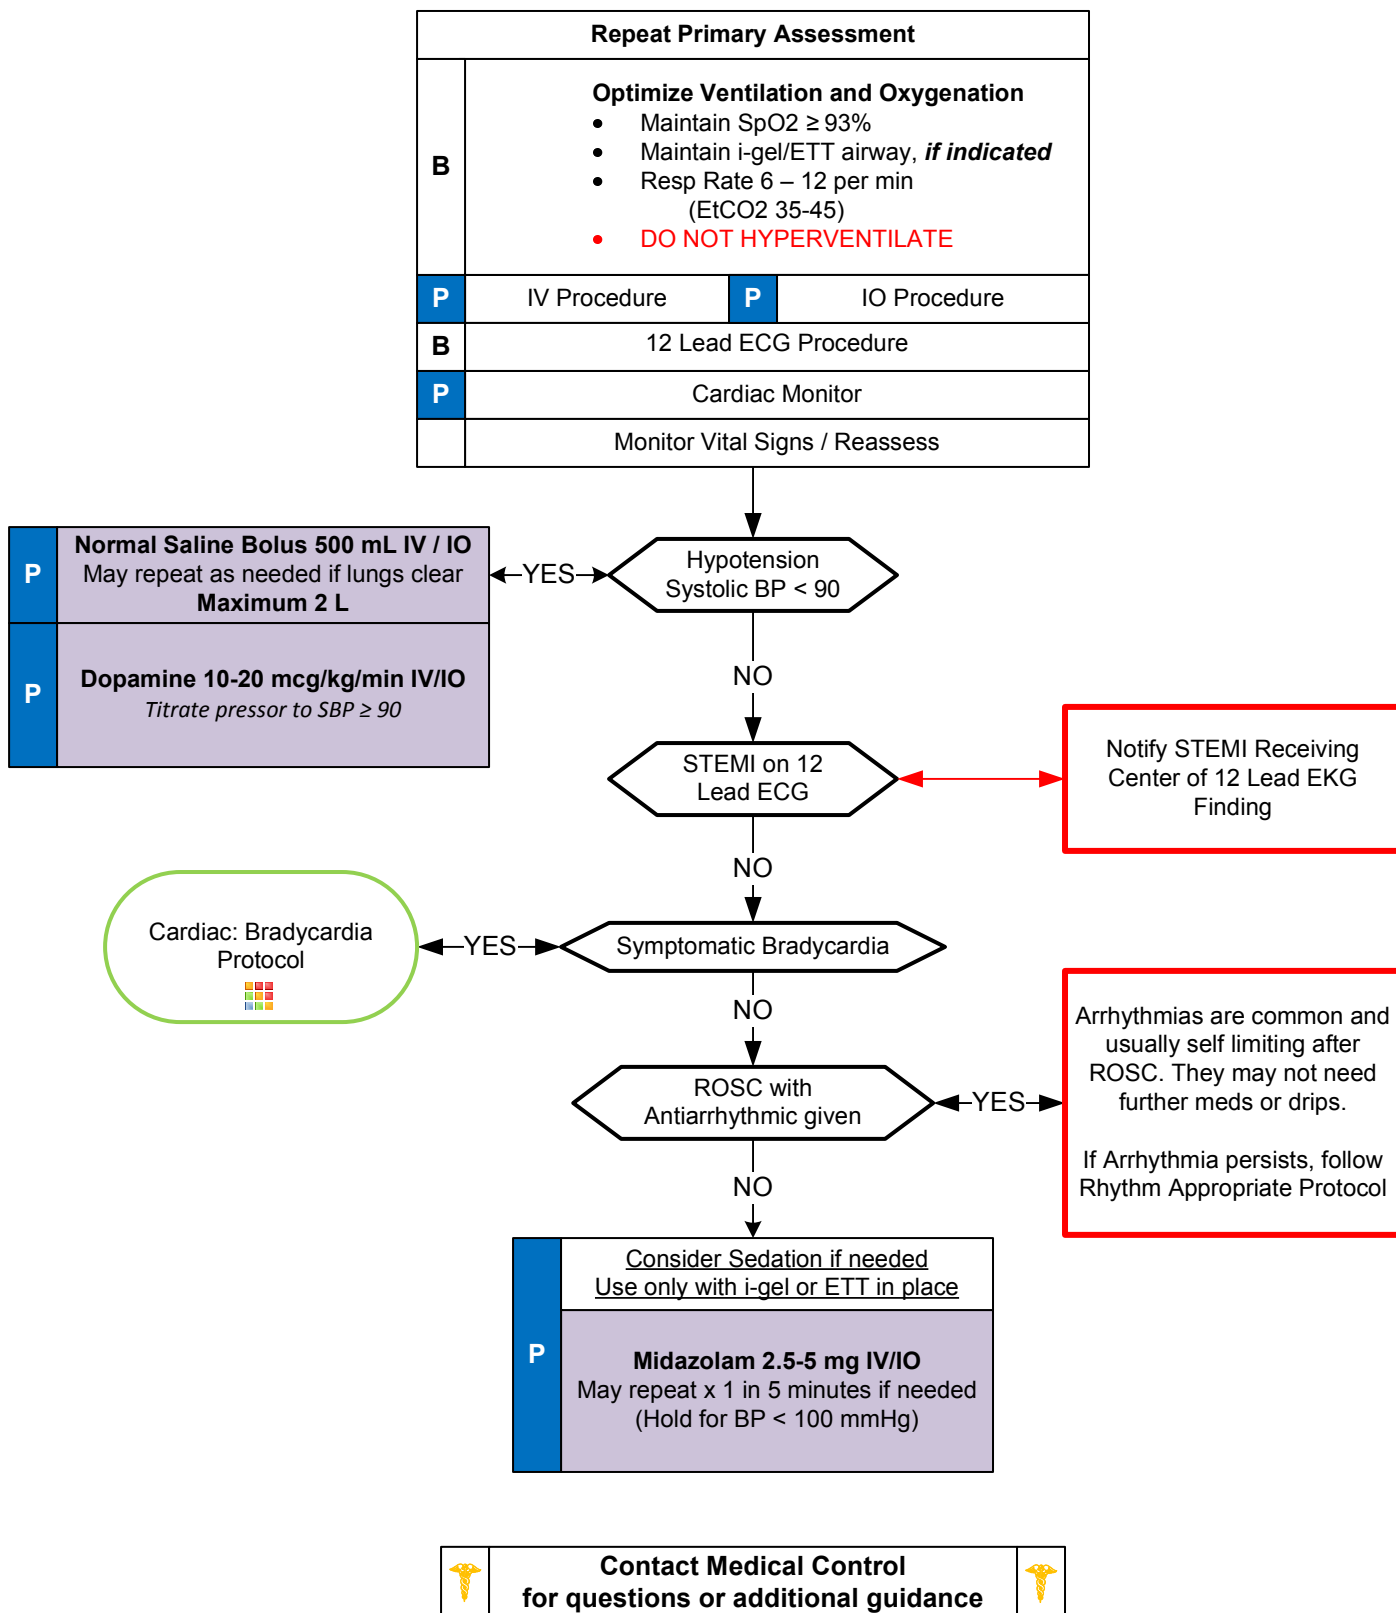 Repeat Primary Assessment
B
Optimize Ventilation and Oxygenation
• Maintain SpO2 ≥ 93%
• Maintain i-gel/ETT airway, if indicated
• Resp Rate 6 – 12 per min
(EtCO2 35-45)
• DO NOT HYPERVENTILATE
P IV Procedure P IO Procedure
B 12 Lead ECG Procedure
P Cardiac Monitor
Monitor Vital Signs / Reassess
P
Normal Saline Bolus 500 mL IV / IO
May repeat as needed if lungs clear
Maximum 2 L
YES
Hypotension
Systolic BP < 90
P
Dopamine 10-20 mcg/kg/min IV/IO
Titrate pressor to SBP ≥ 90
NO
STEMI on 12
Lead ECG
Notify STEMI Receiving
Center of 12 Lead EKG
Finding
NO
Cardiac: Bradycardia
Protocol
YES
Symptomatic Bradycardia
NO
ROSC with
Antiarrhythmic given
YES
Arrhythmias are common and
usually self limiting after
ROSC. They may not need
further meds or drips.
If Arrhythmia persists, follow
Rhythm Appropriate Protocol
NO
P
Consider Sedation if needed
Use only with i-gel or ETT in place
Midazolam 2.5-5 mg IV/IO
May repeat x 1 in 5 minutes if needed
(Hold for BP < 100 mmHg)
Contact Medical Control
for questions or additional guidance